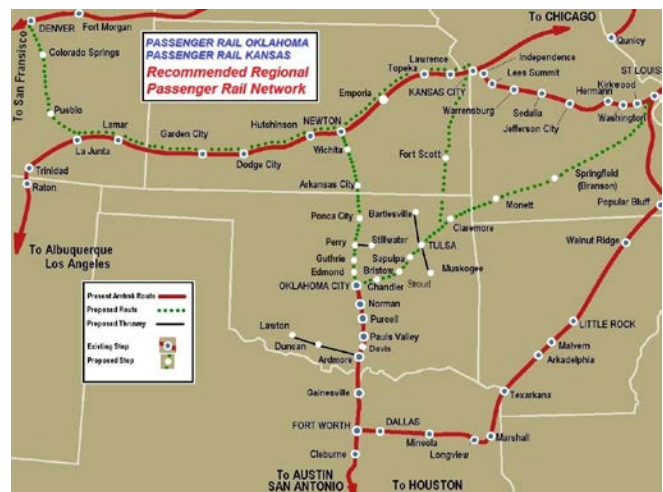 To CHICAGO
To San Fransisco
DENVER
Fort Morgan
PASSENGER RAIL OKLAHOMA
PASSENGER RAIL KANSAS
Recommended Regional
Passenger Rail Network
Colorado Springs
Pueblo
Lamar
La Junta
Trinidad
Raton
To Albuquerque
Los Angeles
Garden City
Dodge City
Hutchinson
NEWTON
Wichita
Emporia
Topeka
Lawrence
KANSAS CITY
Independence
Lees Summit
Warrensburg
Sedalia
Jefferson City
Hermann
Kirkwood
Washington
ST LOUIS
Qunicy
Fort Scott
Arkansas City
Ponca City
Bartlesville
Claremore
Monett
Springfield
(Branson)
Popular Bluff
Walnut Ridge
Perry
Stillwater
TULSA
Guthrie
Sapulpa
Edmond
Bristow
Muskogee
OKLAHOMA CITY
Chandler
Stroud
Norman
Purcell
Pauls Valley
Davis
Lawton
Duncan
Ardmore
LITTLE ROCK
Malvern
Arkadelphia
Gainesville
Texarkana
FORT WORTH
DALLAS
Mineola
Longview
Marshall
Cleburne
To AUSTIN
SAN ANTONIO
To HOUSTON
Present Amtrak Route
Proposed Route
Proposed Thruway
Existing Stop
Proposed Stop